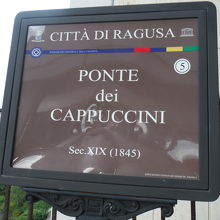 CITTÀ DI RAGUSA
5
PONTE
dei
CAPPUCCINI
Sec.XIX (1845)